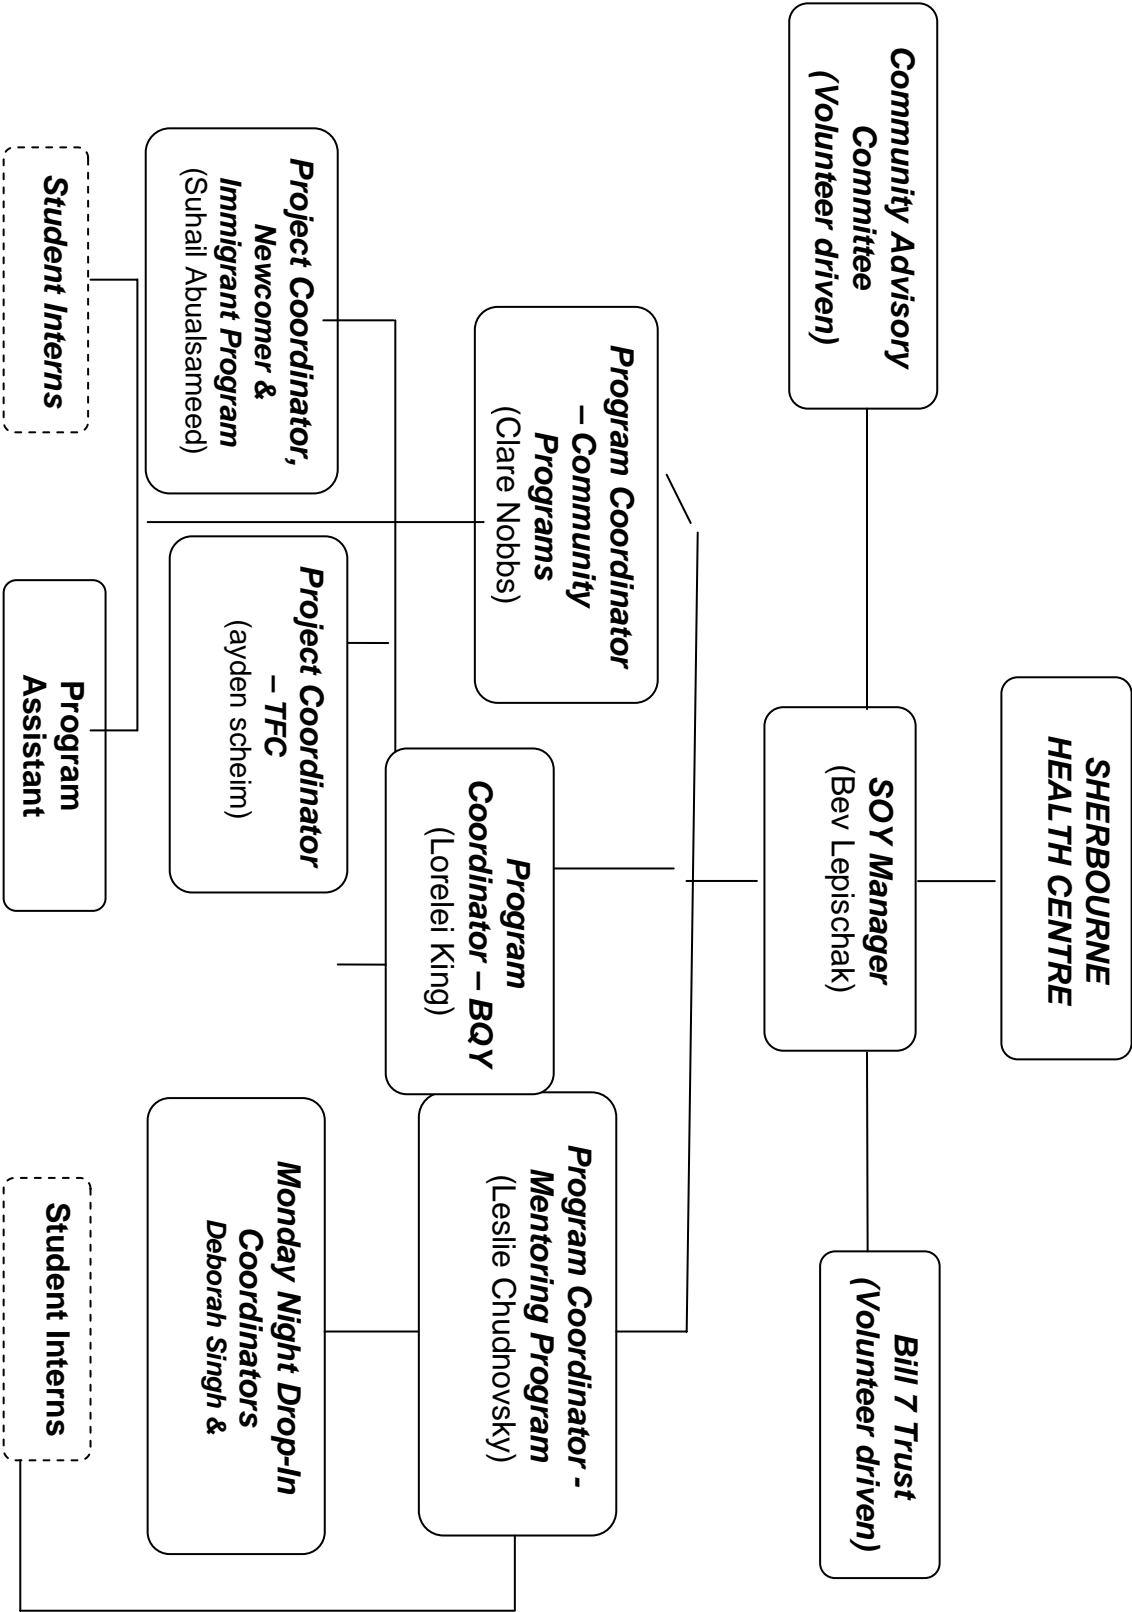 SHERBOURNE
HEALTH CENTRE
Community Advisory
Committee
(Volunteer driven)
SOY Manager
(Bev Lepischak)
Bill 7 Trust
(Volunteer driven)
Program Coordinator
– Community
Programs
(Clare Nobbs)
Program
Coordinator – BQY
(Lorelei King)
Program Coordinator -
Mentoring Program
(Leslie Chudnovsky)
Project Coordinator,
Newcomer &
Immigrant Program
(Suhail Abualsameed)
Project Coordinator
– TFC
(ayden scheim)
Monday Night Drop-In
Coordinators
Deborah Singh &
Student Interns
Program
Assistant
Student Interns